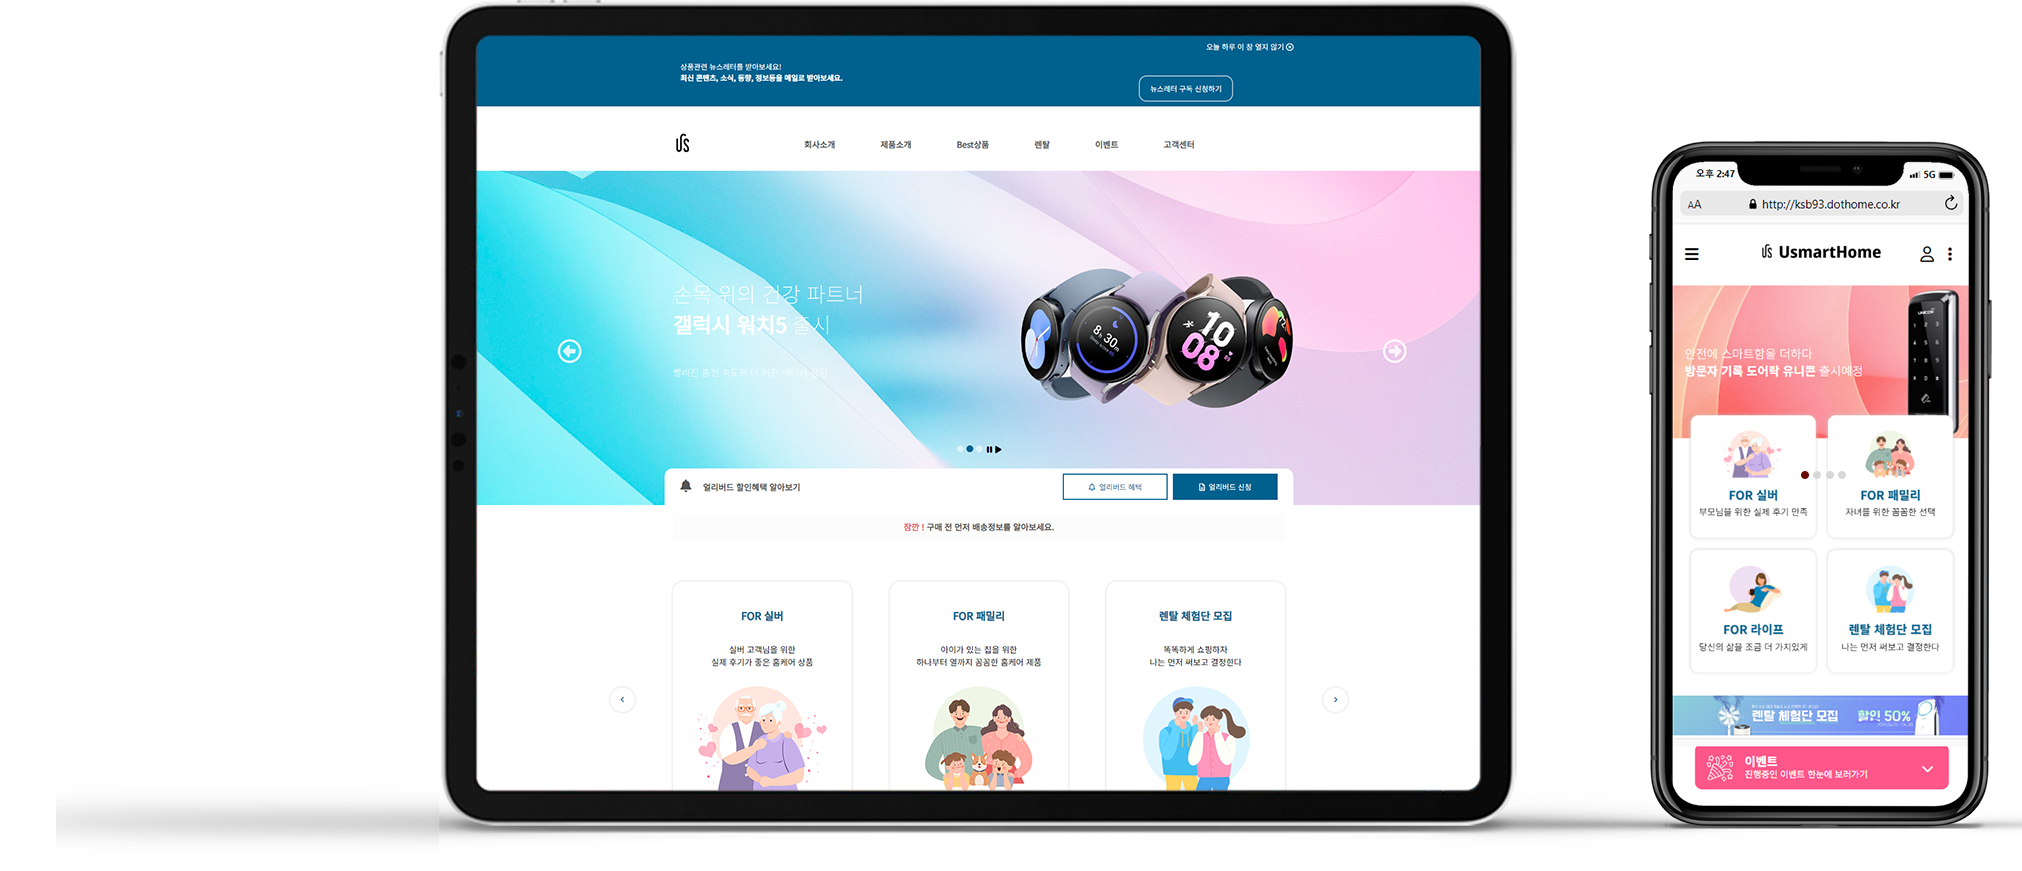 오늘 하루 이 창 열지 않기
상품관련 뉴스레터를 받아보세요!
최신 콘텐츠, 소식, 동향, 정보등을 메일로 받아보세요.
뉴스레터 구독 신청하기
us
회사소개 제품소개 Best상품 렌탈 이벤트 고객센터
손목 위의 건강 파트너
갤럭시 워치5 출시
빨라진 충전 속도와 더 커진 배터리 용량
8h 30m
Sleep score
10
08
얼리버드 할인혜택 알아보기
얼리버드 혜택
얼리버드 신청
잠깐 ! 구매 전 먼저 배송정보를 알아보세요.
FOR 실버
실버 고객님을 위한
실제 후기가 좋은 홈케어 상품
FOR 패밀리
아이가 있는 집을 위한
하나부터 열까지 꼼꼼한 홈케어 제품
렌탈 체험단 모집
똑똑하게 쇼핑하자
나는 먼저 써보고 결정한다
오후 2:47
5G
AA
http://ksb93.dothome.co.kr
us UsmartHome
UNICOR
1 2 3
4 5 6
7 8 9
안전에 스마트함을 더하다
방문자 기록 도어락 유니콘 출시예정
FOR 실버
부모님을 위한 실제 후기 만족
FOR 패밀리
자녀를 위한 꼼꼼한 선택
FOR 라이프
당신의 삶을 조금 더 가치있게
렌탈 체험단 모집
나는 먼저 써보고 결정한다
렌탈 체험단 모집
할인 50%
이벤트
진행중인 이벤트 한눈에 보러가기